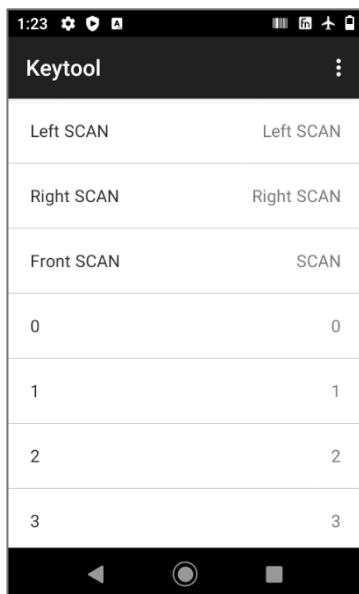 1:23 A fn
Keytool
Left SCAN Left SCAN
Right SCAN Right SCAN
Front SCAN SCAN
0 0
1 1
2 2
3 3